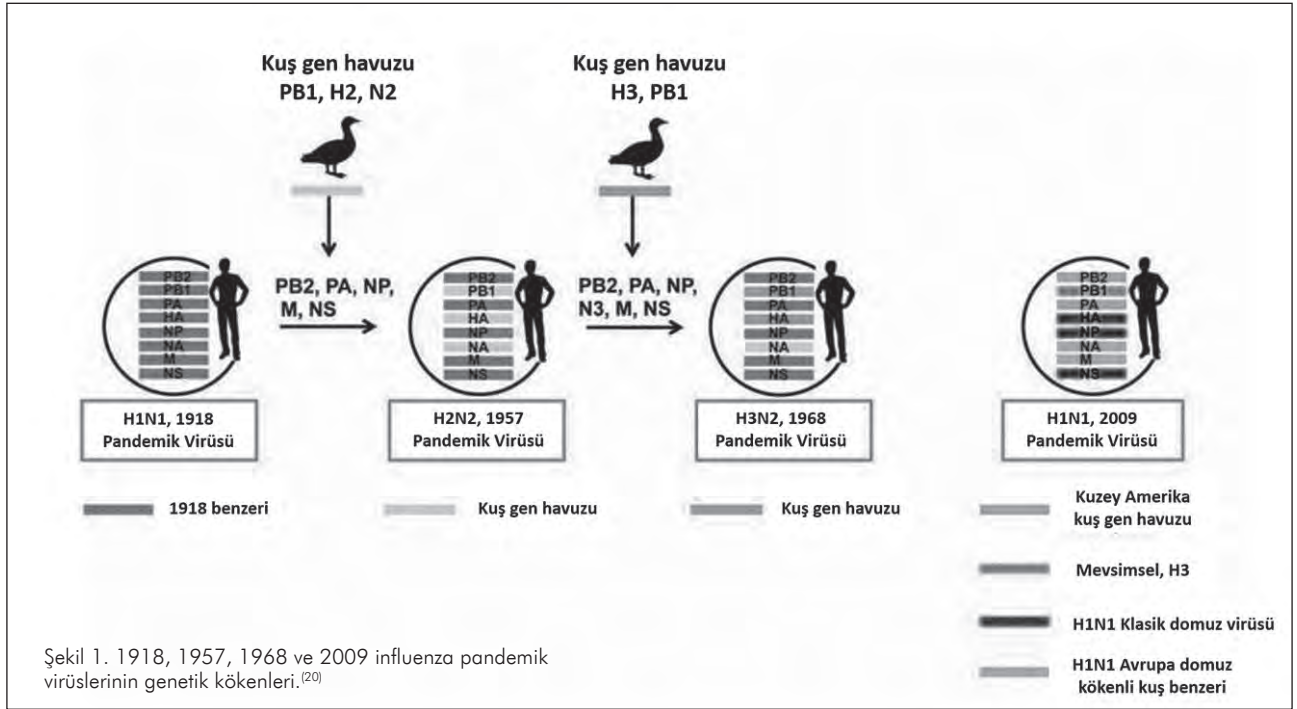 Kuş gen havuzu
PB1, H2, N2
Kuş gen havuzu
H3, PB1
PB2
PB1
PA
HA
NP
NA
M
NS
PB2, PA, NP,
M, NS
PB2
PB1
PA
HA
NP
NA
M
NS
PB2, PA, NP,
N3, M, NS
PB2
PB1
PA
HA
NP
NA
M
NS
PB2
PB1
PA
HA
NP
NA
M
NS
H1N1, 1918
Pandemik Virüsü
H2N2, 1957
Pandemik Virüsü
H3N2, 1968
Pandemik Virüsü
H1N1, 2009
Pandemik Virüsü
1918 benzeri
Kuş gen havuzu
Kuş gen havuzu
Kuzey Amerika
kuş gen havuzu
Mevsimsel, H3
H1N1 Klasik domuz virüsü
H1N1 Avrupa domuz
kökenli kuş benzeri
Şekil 1. 1918, 1957, 1968 ve 2009 influenza pandemik
virüslerinin genetik kökenleri.(20)